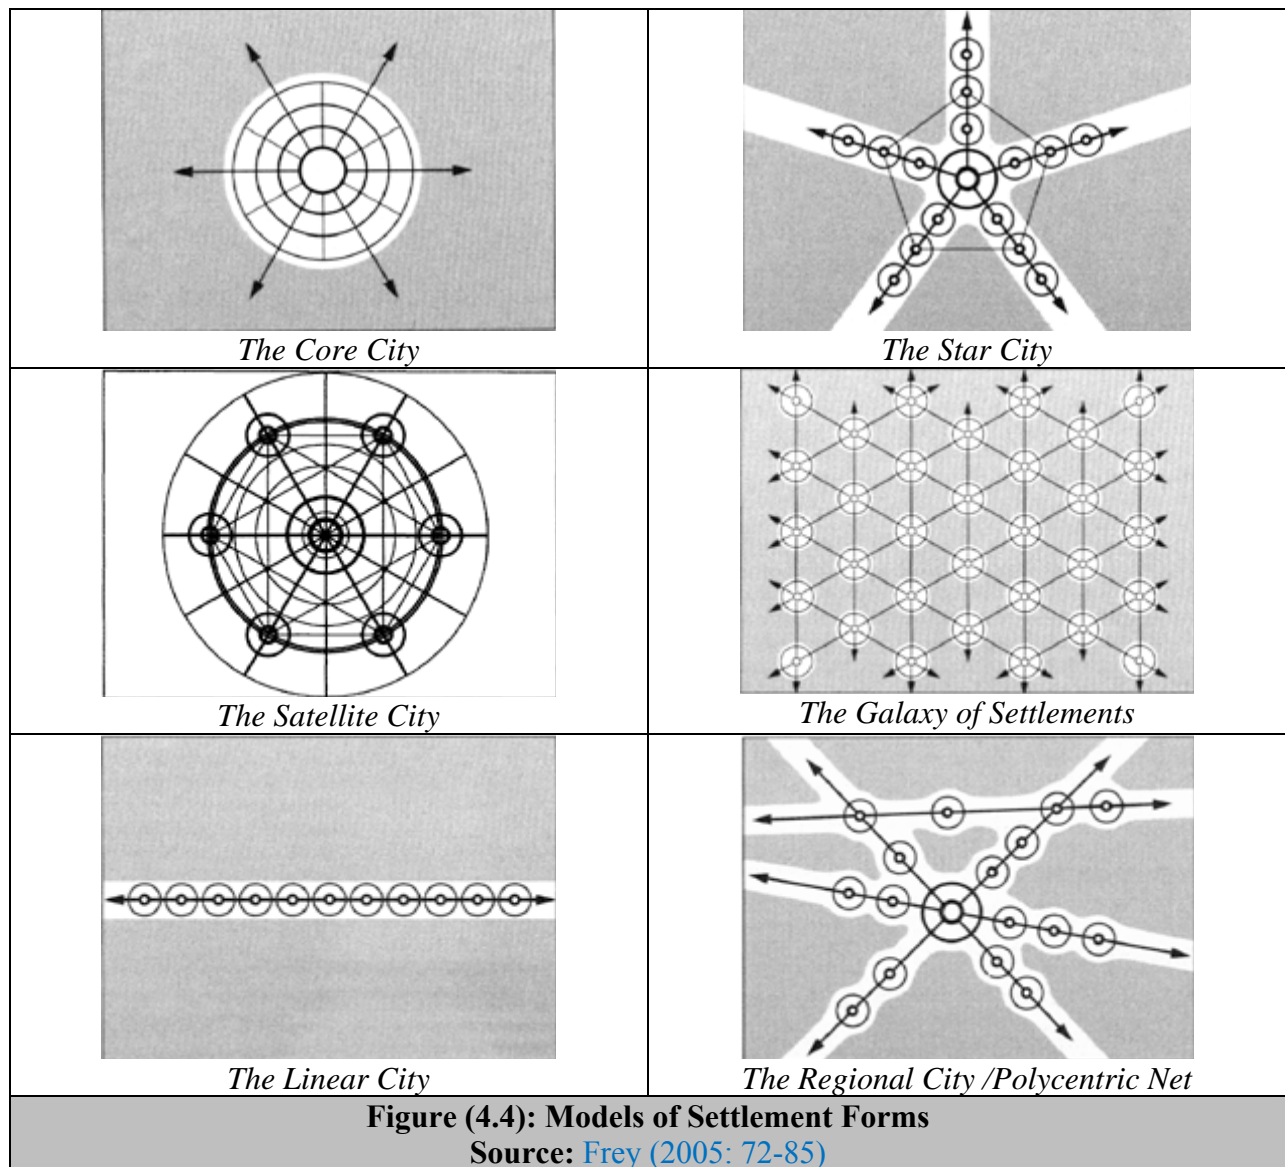 The Core City
The Star City
The Satellite City
The Galaxy of Settlements
The Linear City
The Regional City /Polycentric Net
Figure (4.4): Models of Settlement Forms
Source: Frey (2005: 72-85)